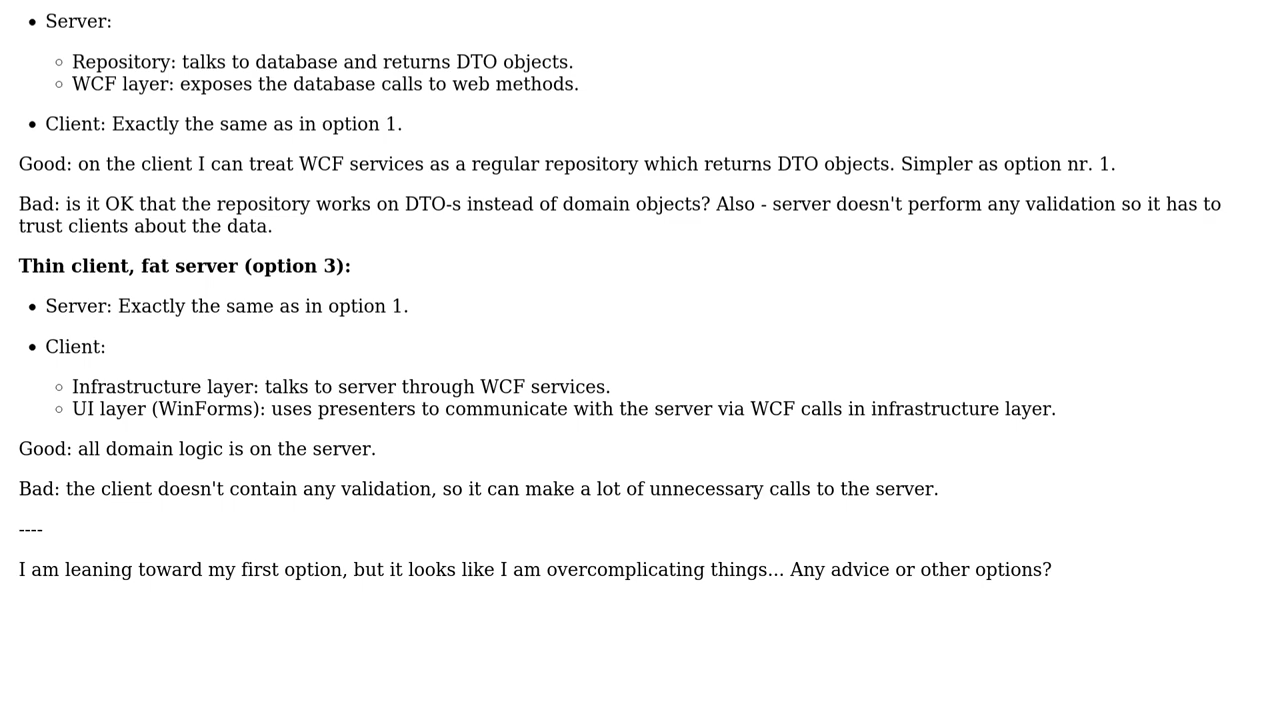 • Server:
◦ Repository: talks to database and returns DTO objects.
◦ WCF layer: exposes the database calls to web methods.
• Client: Exactly the same as in option 1.
Good: on the client I can treat WCF services as a regular repository which returns DTO objects. Simpler as option nr. 1.
Bad: is it OK that the repository works on DTO-s instead of domain objects? Also - server doesn't perform any validation so it has to
trust clients about the data.
Thin client, fat server (option 3):
• Server: Exactly the same as in option 1.
• Client:
◦ Infrastructure layer: talks to server through WCF services.
◦ UI layer (WinForms): uses presenters to communicate with the server via WCF calls in infrastructure layer.
Good: all domain logic is on the server.
Bad: the client doesn't contain any validation, so it can make a lot of unnecessary calls to the server.
----
I am leaning toward my first option, but it looks like I am overcomplicating things... Any advice or other options?